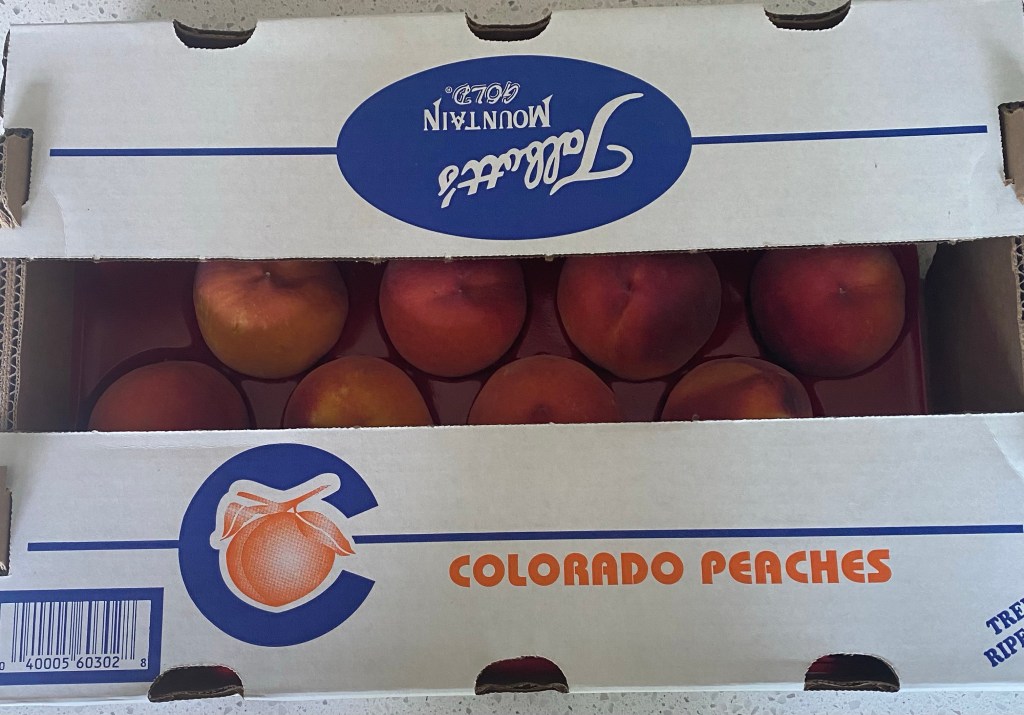 Talbott's
MOUNTAIN
GOLD®
COLORADO PEACHES
0 40005 60302 8